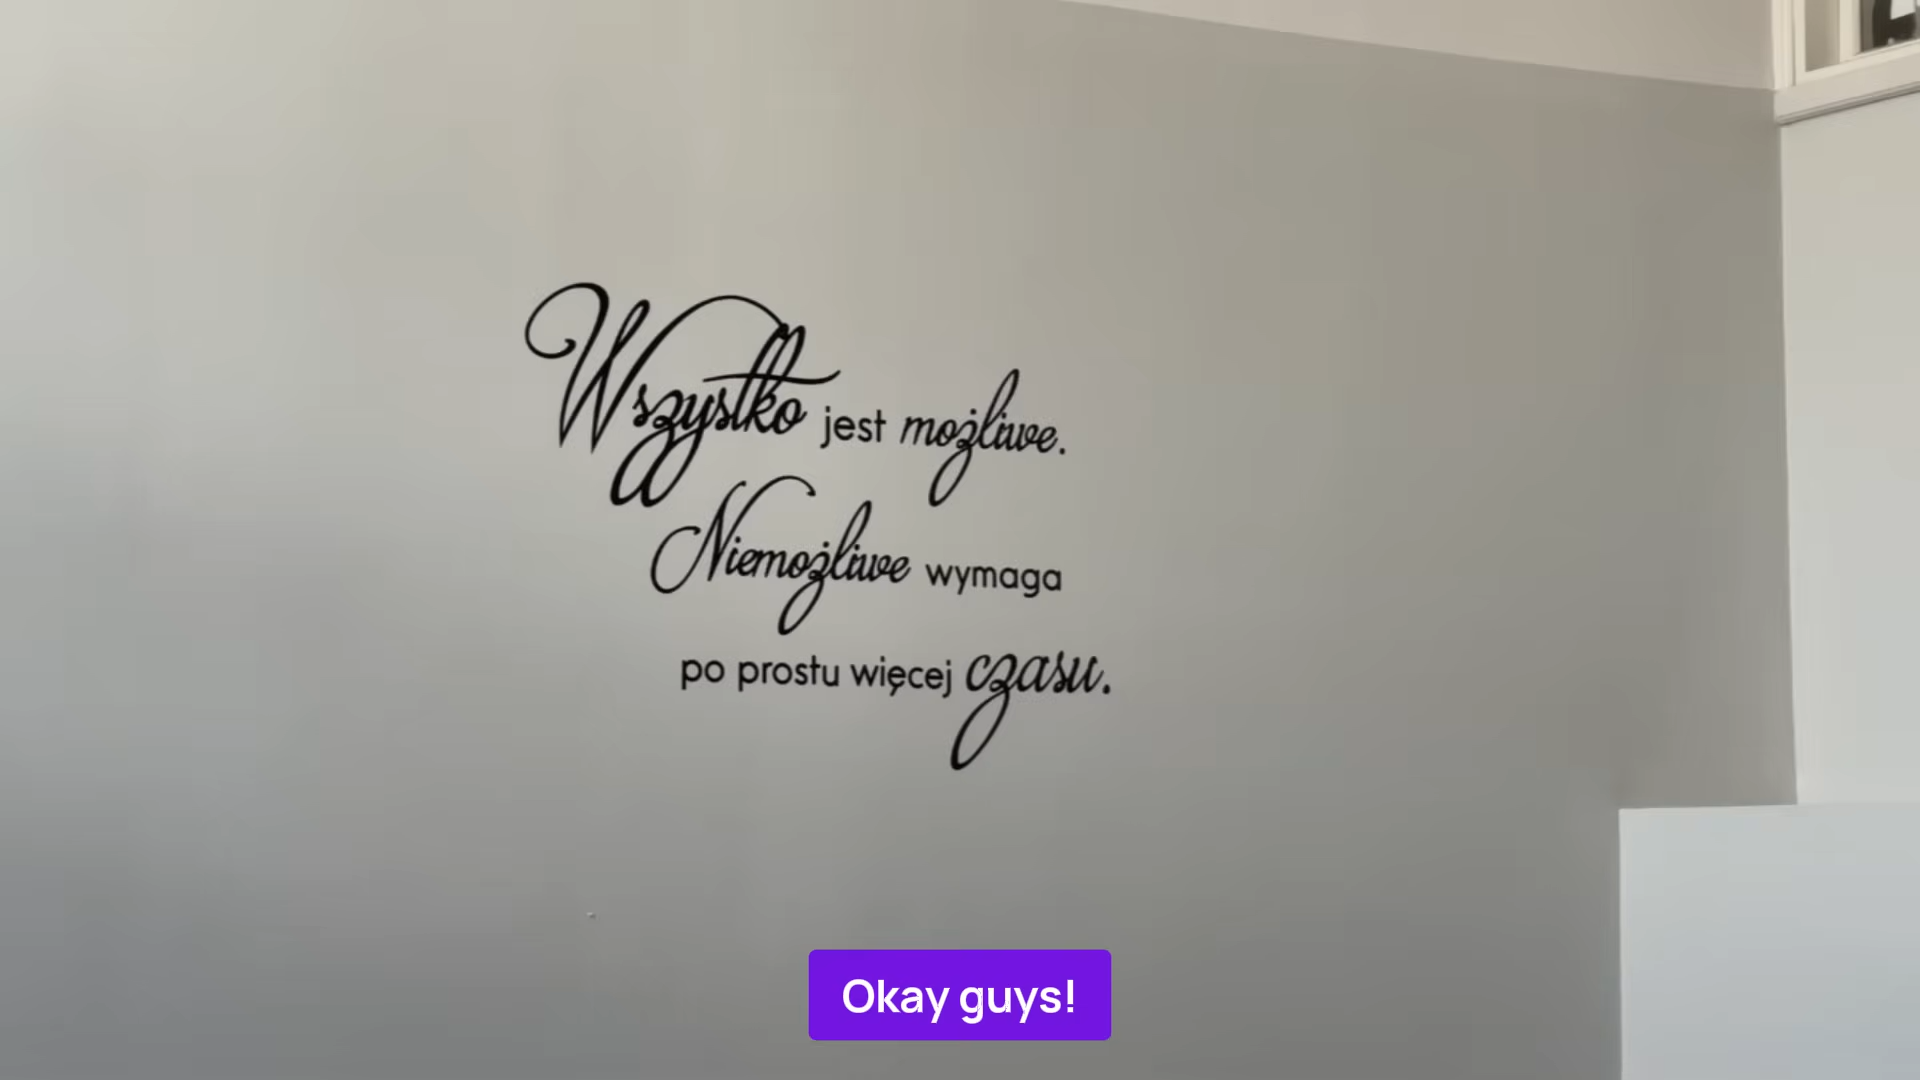 Wszystko jest możliwe.
Niemożliwe wymaga
po prostu więcej czasu.
Okay guys!